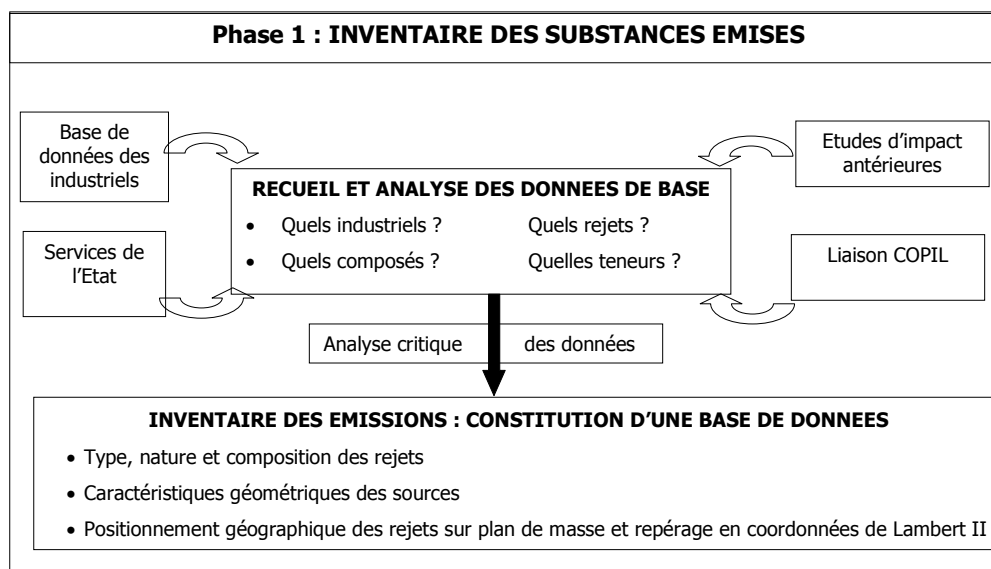 Phase 1 : INVENTAIRE DES SUBSTANCES EMISES
Base de
données des
industriels
Etudes d'impact
antérieures
RECUEIL ET ANALYSE DES DONNEES DE BASE
• Quels industriels ? Quels rejets ?
• Quels composés ? Quelles teneurs ?
Services de
l'Etat
Liaison COPIL
Analyse critique des données
INVENTAIRE DES EMISSIONS : CONSTITUTION D'UNE BASE DE DONNEES
• Type, nature et composition des rejets
• Caractéristiques géométriques des sources
• Positionnement géographique des rejets sur plan de masse et repérage en coordonnées de Lambert II